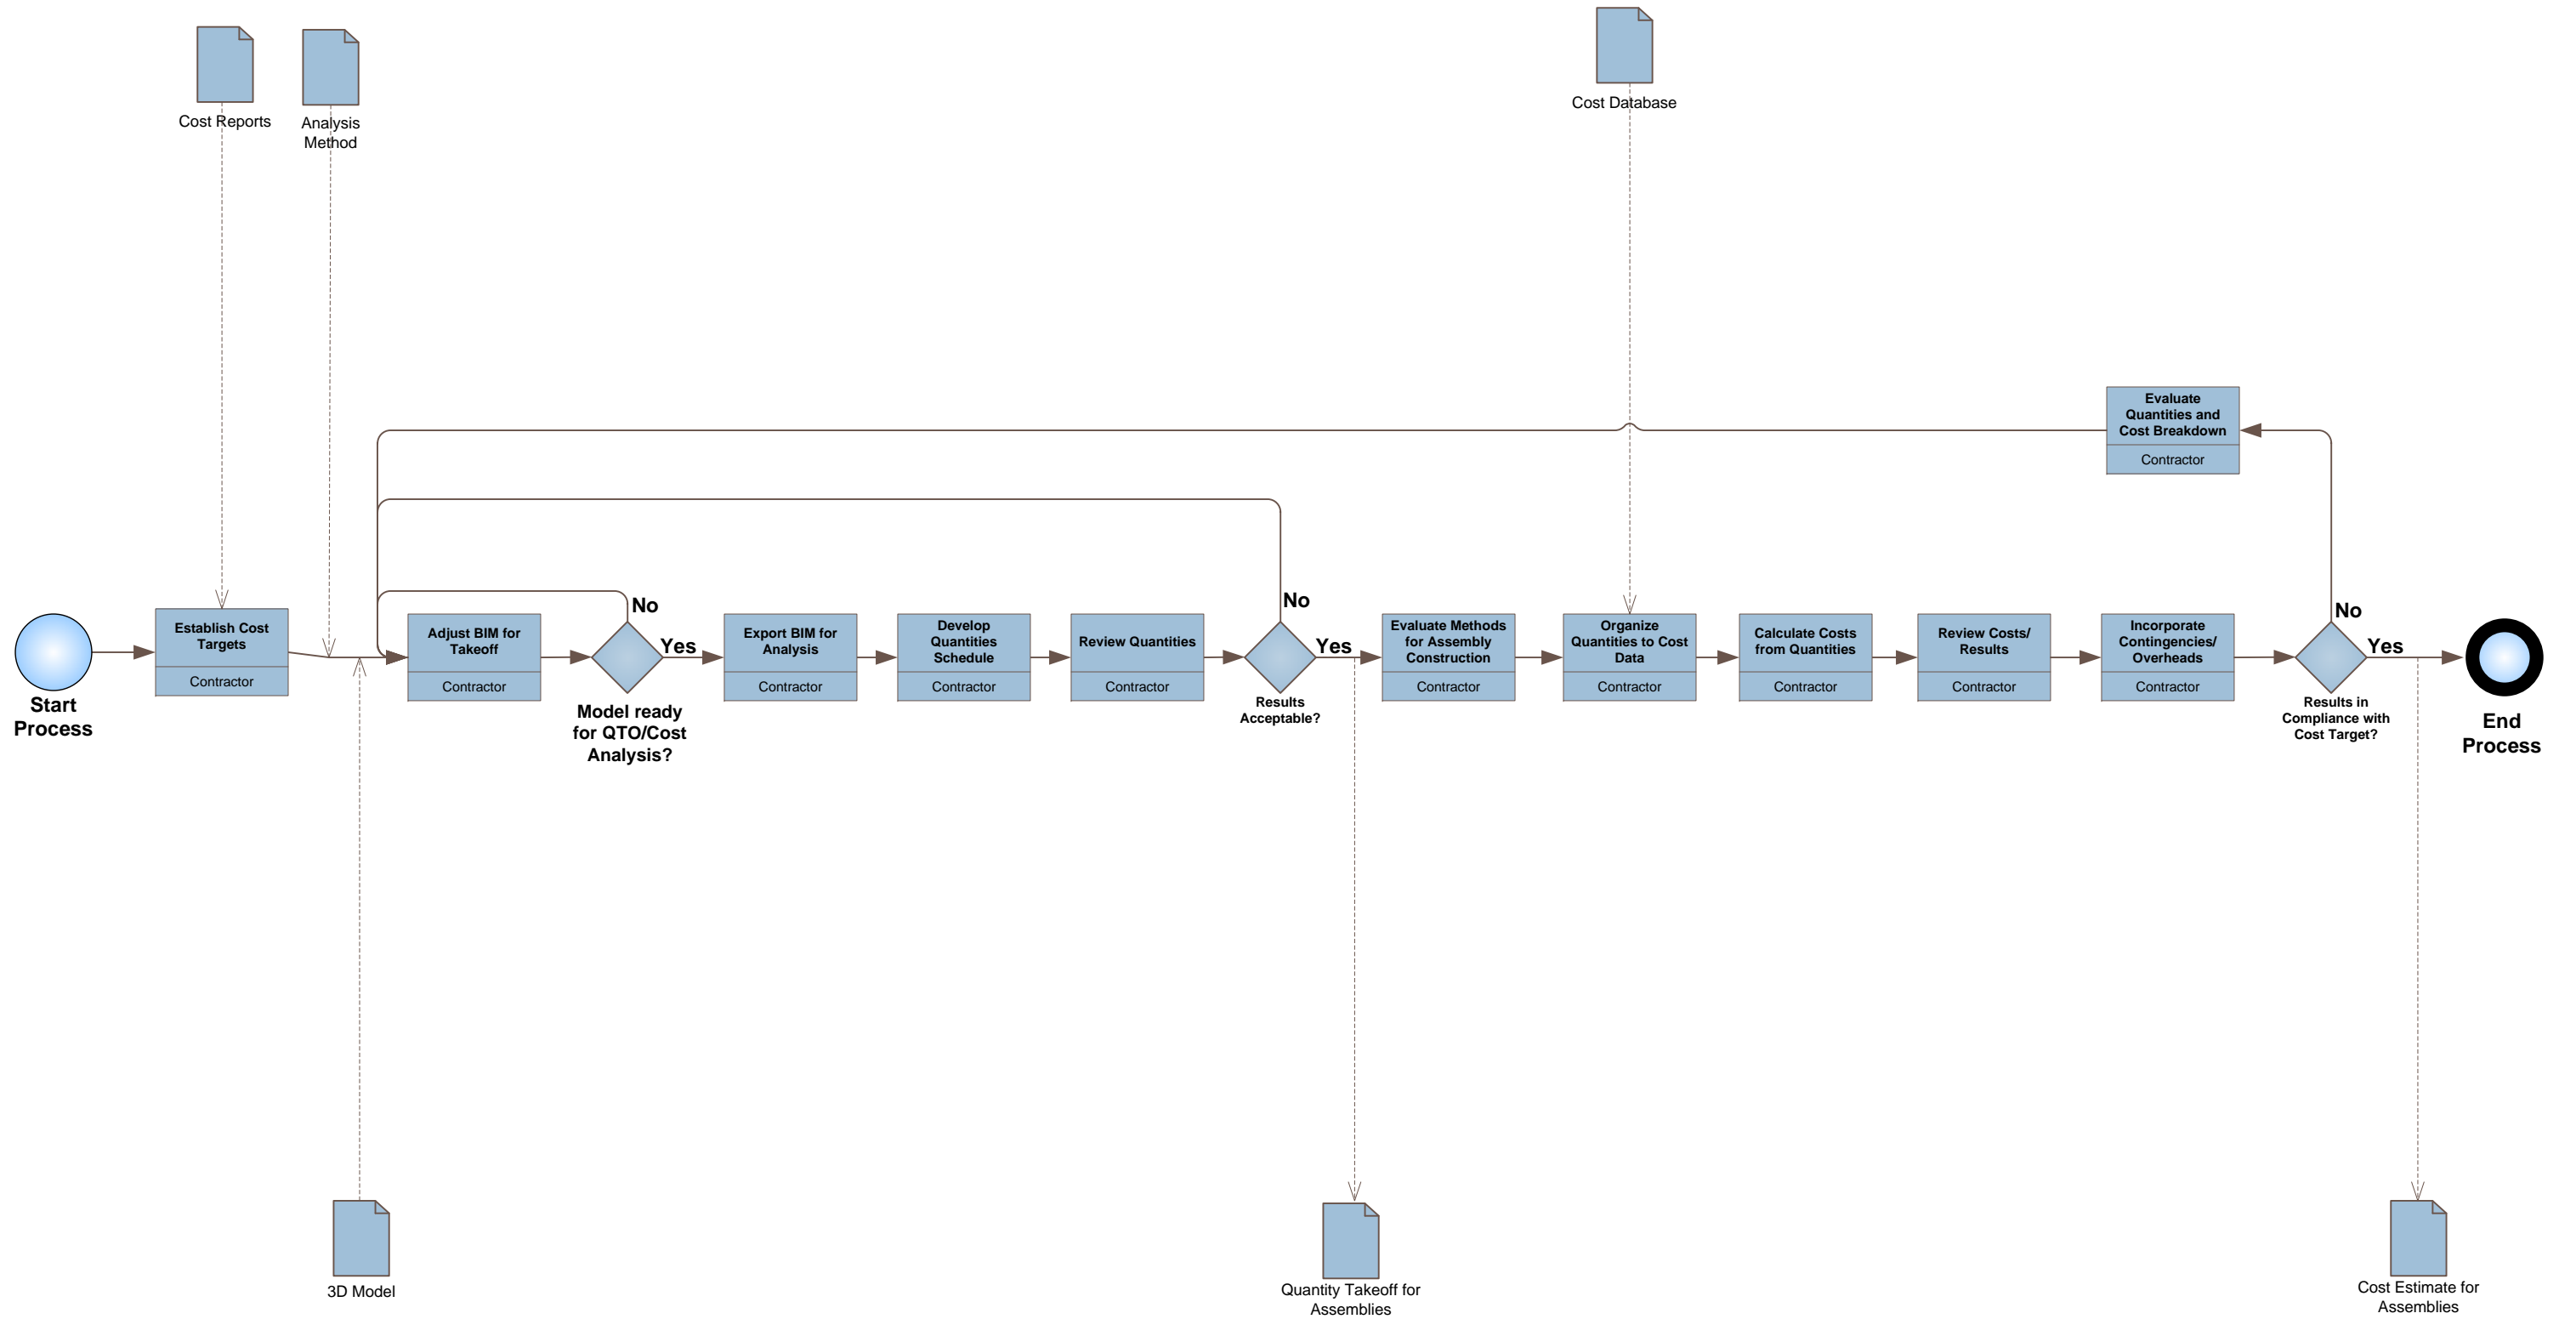 Cost Reports
Analysis
Method
Cost Database
Evaluate
Quantities and
Cost Breakdown
Contractor
Start
Process
Establish Cost
Targets
Contractor
Adjust BIM for
Takeoff
Contractor
No
Yes
Model ready
for QTO/Cost
Analysis?
Export BIM for
Analysis
Contractor
Develop
Quantities
Schedule
Contractor
Review Quantities
Contractor
No
Yes
Results
Acceptable?
Evaluate Methods
for Assembly
Construction
Contractor
Organize
Quantities to Cost
Data
Contractor
Calculate Costs
from Quantities
Contractor
Review Costs/
Results
Contractor
Incorporate
Contingencies/
Overheads
Contractor
No
Yes
Results in
Compliance with
Cost Target?
End
Process
3D Model
Quantity Takeoff for
Assemblies
Cost Estimate for
Assemblies